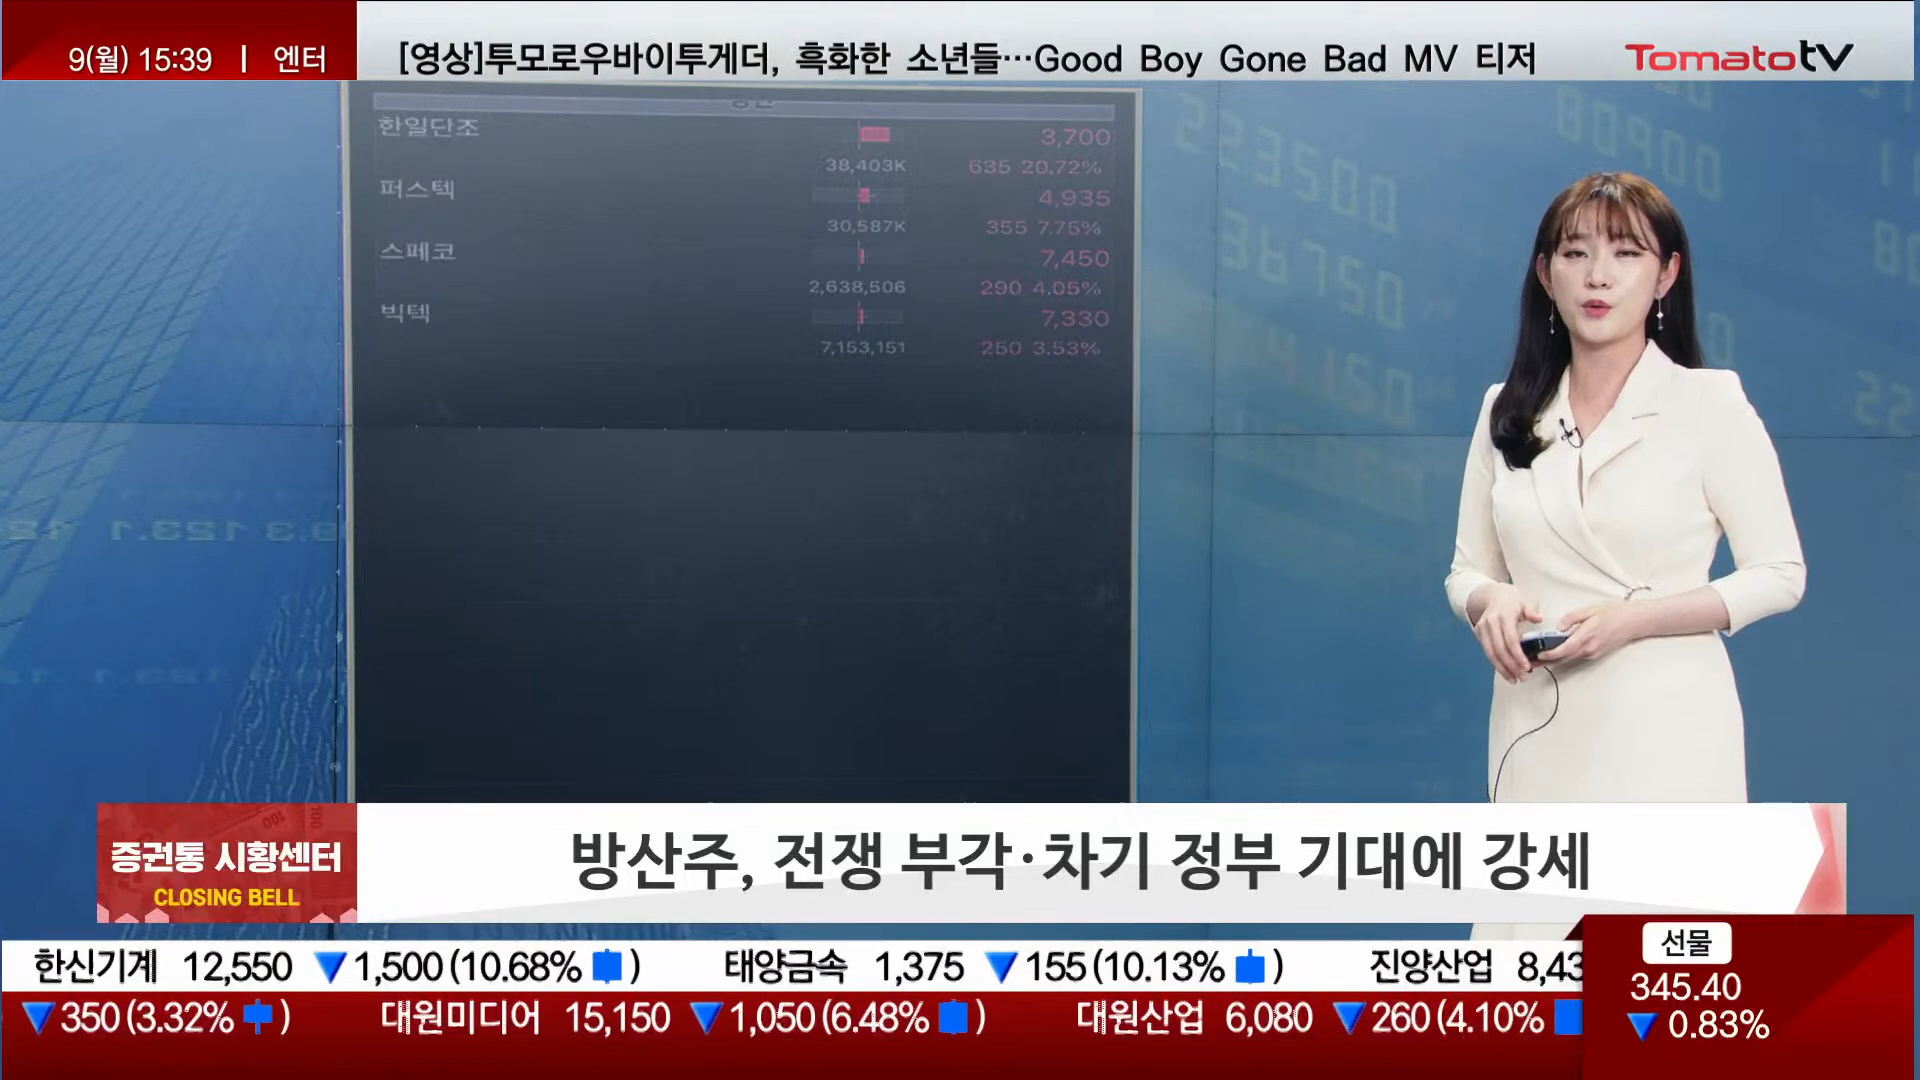 9(월) 15:39 | 엔터
[영상]투모로우바이투게더, 흑화한 소년들…Good Boy Gone Bad MV 티저
Tomato tV
한일단조 3,700
38,403K 635 20.72%
퍼스텍 4,935
30,587K 355 7.75%
스페코 7,450
2,638,506 290 4.05%
빅텍 7,330
7,153,151 250 3.53%
223500
80900
36750
증권통 시황센터
CLOSING BELL
방산주, 전쟁 부각·차기 정부 기대에 강세
한신기계 12,550 ▼1,500(10.68%) 태양금속 1,375 ▼155(10.13%) 진양산업 8,43
▼350(3.32%) 대원미디어 15,150 ▼1,050(6.48%) 대원산업 6,080 ▼260(4.10%
선물
345.40
▼ 0.83%